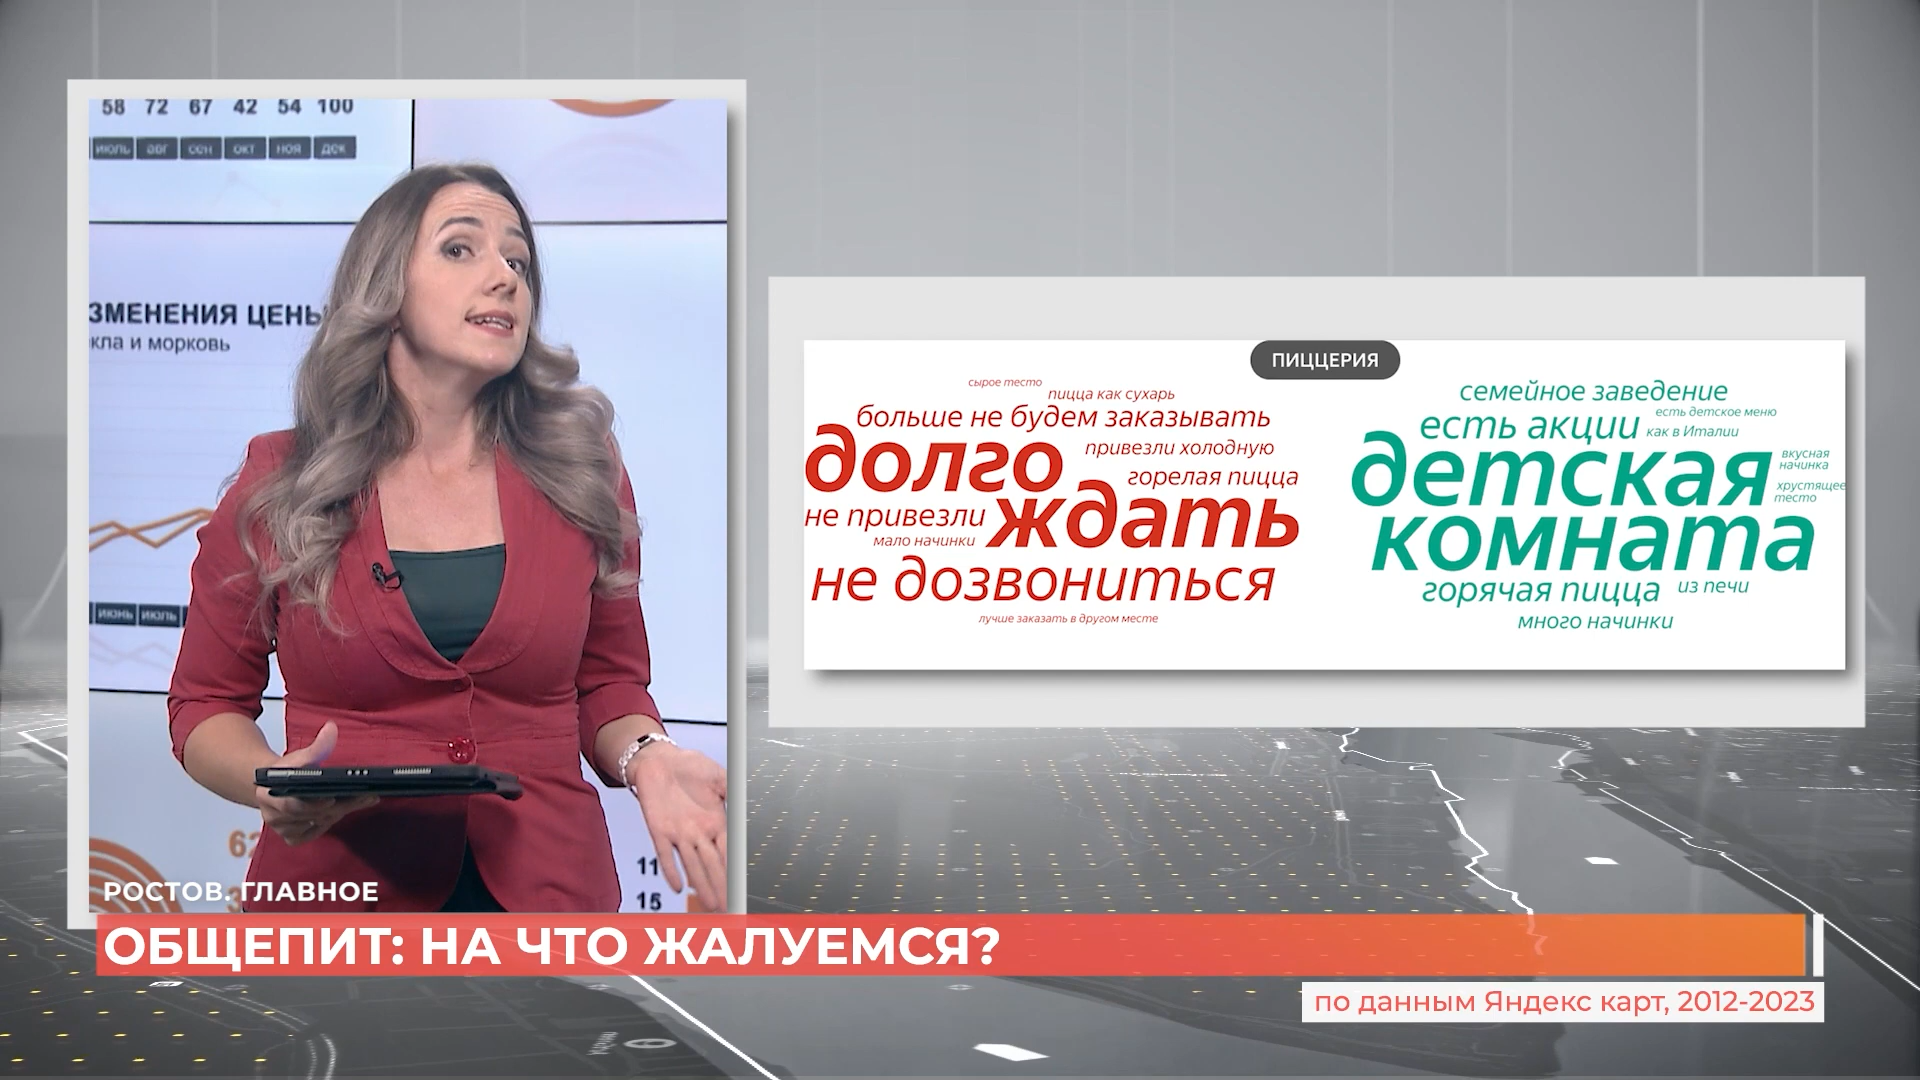 58 72 67 42 54 100
июль авг сен окт ноя дек
ЗМЕНЕНИЯ ЦЕНЫ
кла и морковь
июнь июль
62
11
15
ПИЦЦЕРИЯ
сырое тесто
пицца как сухарь
больше не будем заказывать
долго
привезли холодную
горелая пицца
не привезли
ждать
мало начинки
не дозвониться
лучше заказать в другом месте
семейное заведение
есть детское меню
есть акции
как в Италии
детская
вкусная
начинка
хрустящее
тесто
комната
горячая пицца
из печи
много начинки
РОСТОВ. ГЛАВНОЕ
ОБЩЕПИТ: НА ЧТО ЖАЛУЕМСЯ?
по данным Яндекс карт, 2012-2023